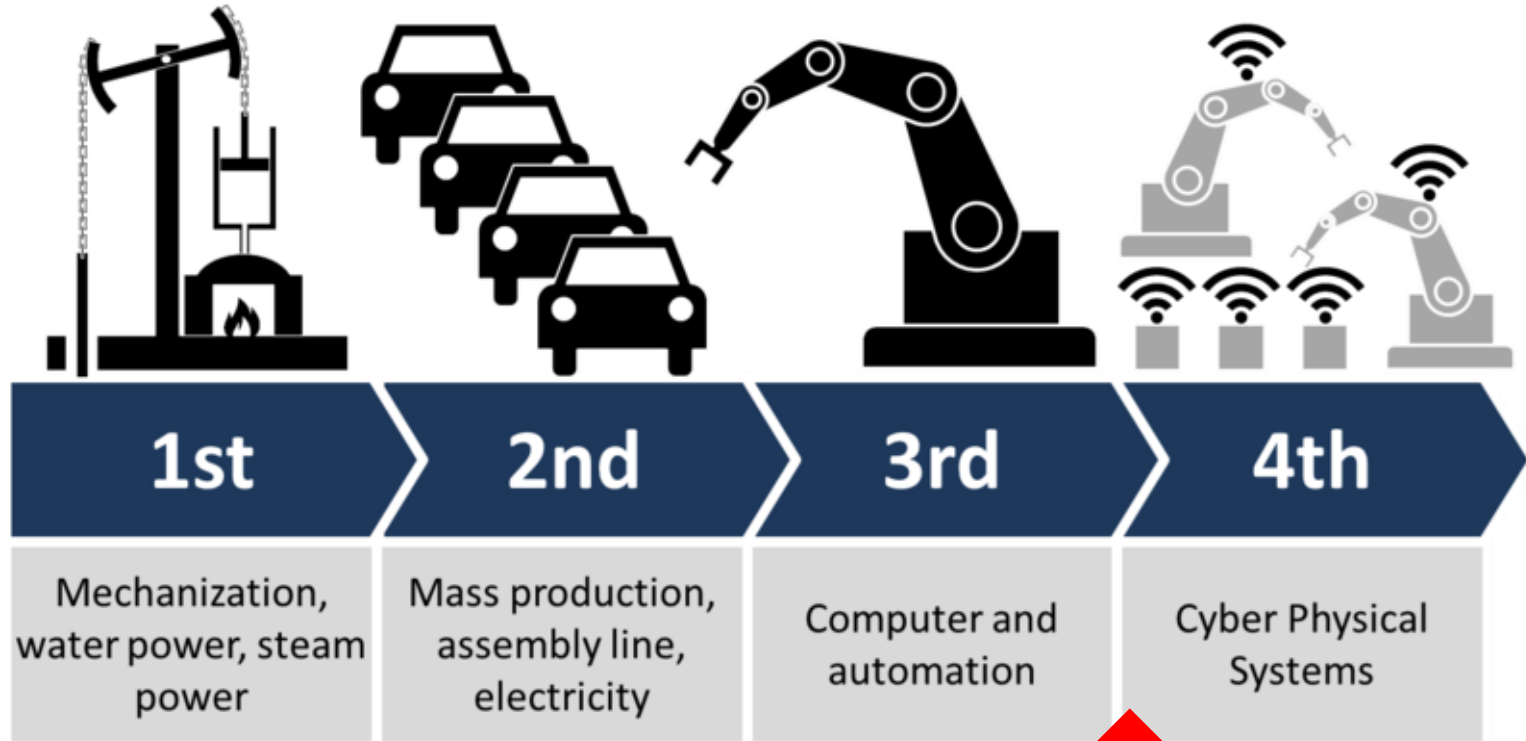 1st
2nd
3rd
4th
Mechanization,
water power, steam
power
Mass production,
assembly line,
electricity
Computer and
automation
Cyber Physical
Systems